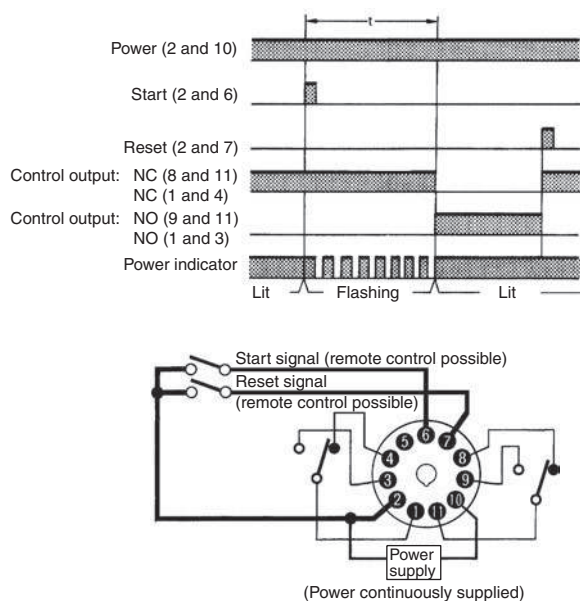 t
Power (2 and 10)
Start (2 and 6)
Reset (2 and 7)
Control output: NC (8 and 11)
NC (1 and 4)
Control output: NO (9 and 11)
NO (1 and 3)
Power indicator
Lit Flashing Lit
Start signal (remote control possible)
Reset signal
(remote control possible)
5 6 7
4 8
3 9
2 10
1 11
Power
supply
(Power continuously supplied)